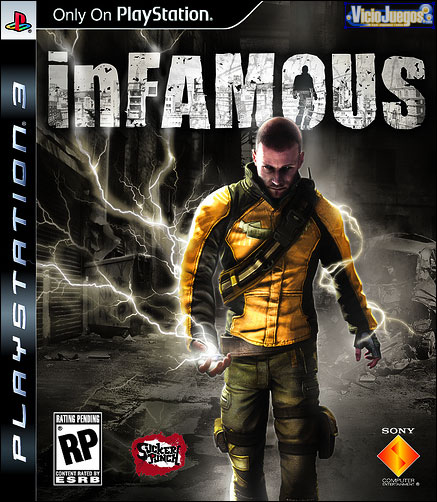 Only On PlayStation.
VicioJuegos
inFAMOUS
PLAYSTATION 3
RATING PENDING
RP
CONTENT RATED BY
ESRB
SUCKER PUNCH
SONY
COMPUTER
ENTERTAINMENT